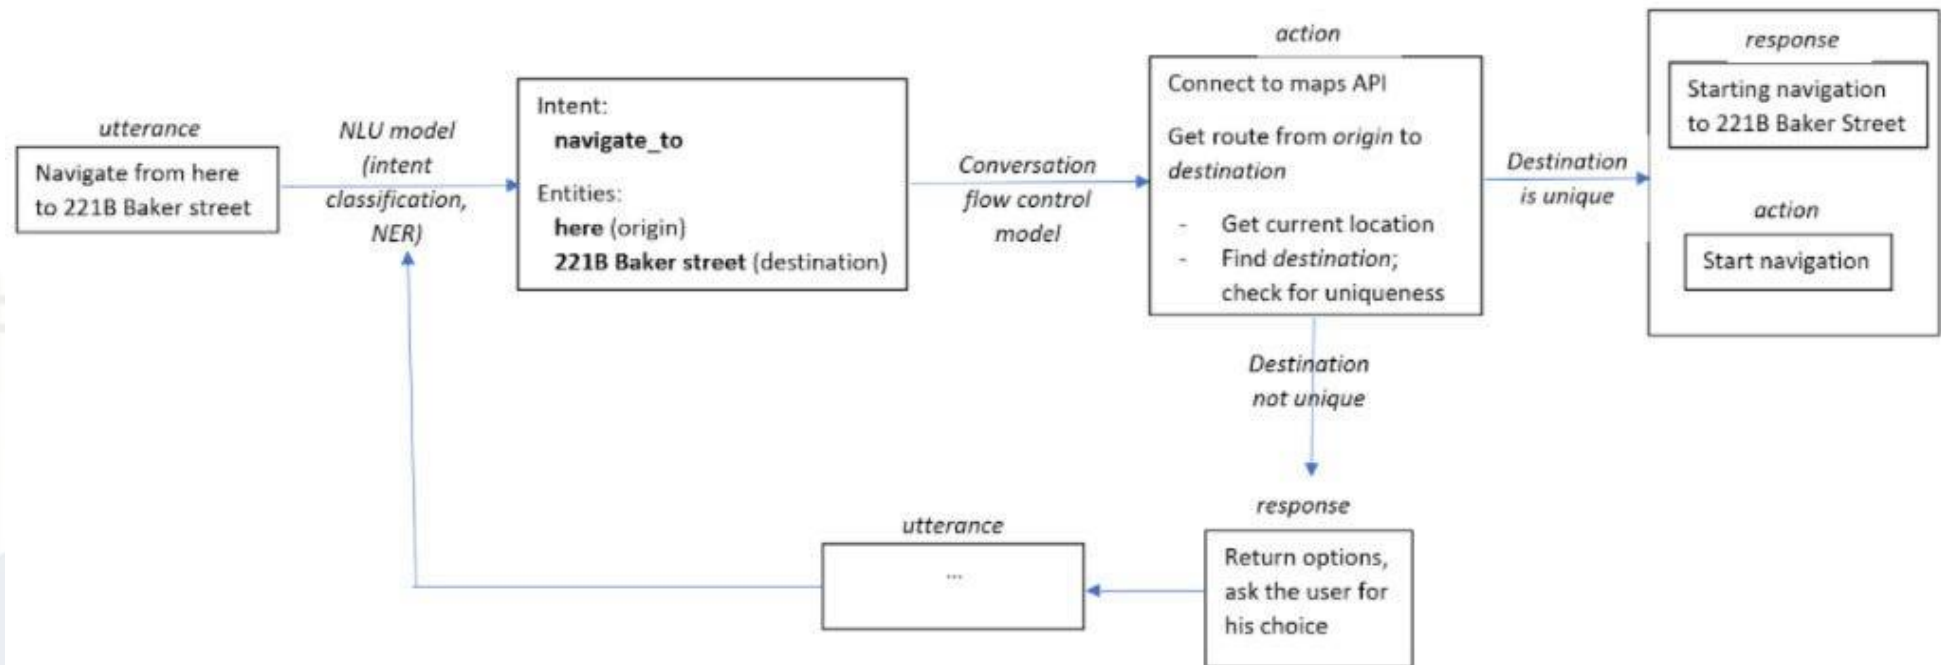 utterance
Navigate from here
to 221B Baker street
NLU model
(intent
classification,
NER)
Intent:
navigate_to
Entities:
here (origin)
221B Baker street (destination)
Conversation
flow control
model
action
Connect to maps API
Get route from origin to
destination
- Get current location
- Find destination;
check for uniqueness
Destination
is unique
response
Starting navigation
to 221B Baker Street
action
Start navigation
Destination
not unique
response
Return options,
ask the user for
his choice
utterance
...